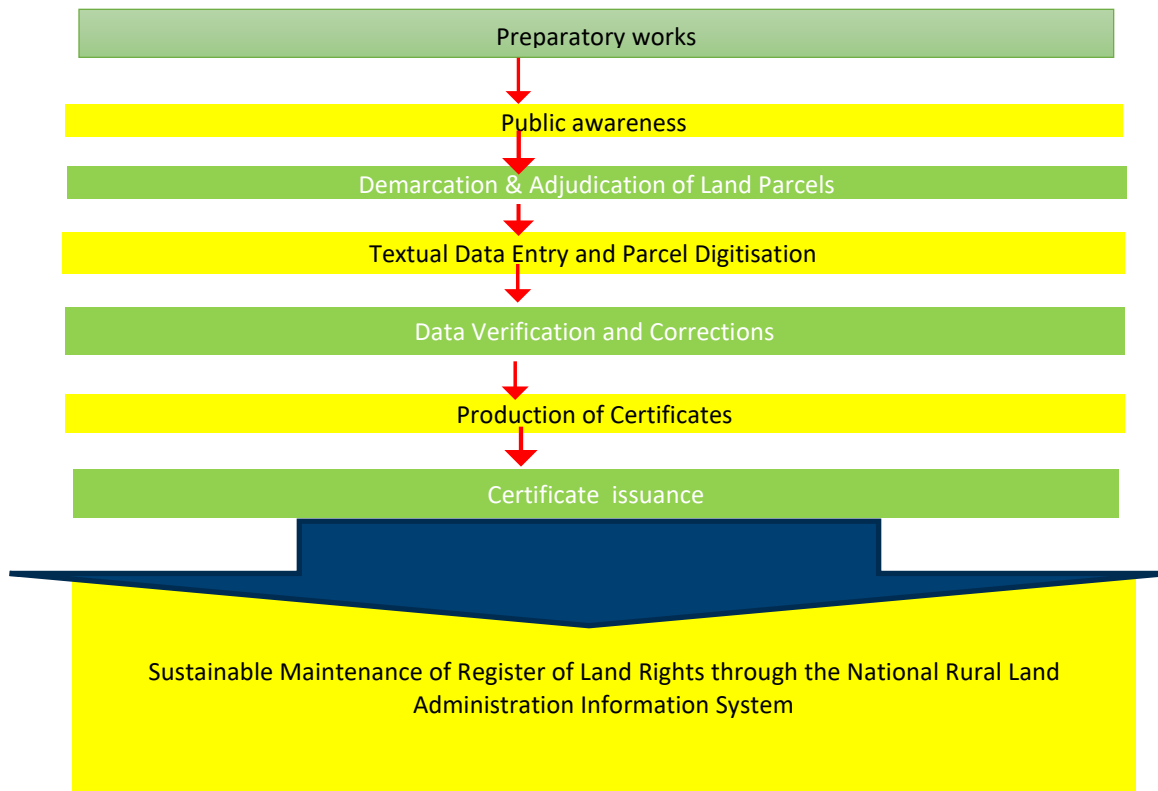 Preparatory works
Public awareness
Demarcation & Adjudication of Land Parcels
Textual Data Entry and Parcel Digitisation
Data Verification and Corrections
Production of Certificates
Certificate issuance
Sustainable Maintenance of Register of Land Rights through the National Rural Land
Administration Information System